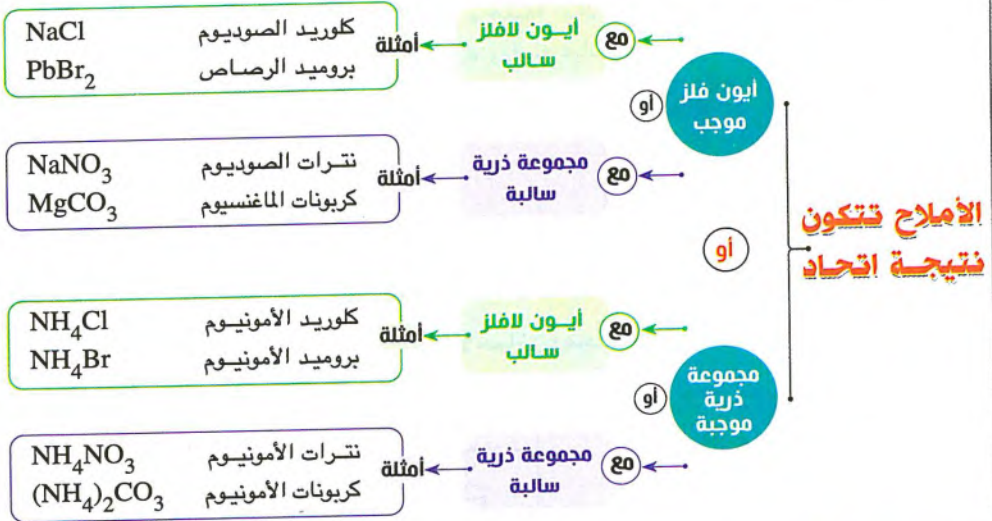 الأملاح تتكون
نتيجة اتحاد
أيون فلز
موجب
أو
مع
أيون لافلز
سالب
أمثلة
كلوريد الصوديوم NaCl
بروميد الرصاص PbBr₂
مع
مجموعة ذرية
سالبة
أمثلة
نترات الصوديوم NaNO₃
كربونات الماغنسيوم MgCO₃
أو
مجموعة
ذرية
موجبة
أو
مع
أيون لافلز
سالب
أمثلة
كلوريد الأمونيوم NH₄Cl
بروميد الأمونيوم NH₄Br
مع
مجموعة ذرية
سالبة
أمثلة
نترات الأمونيوم NH₄NO₃
كربونات الأمونيوم (NH₄)₂CO₃